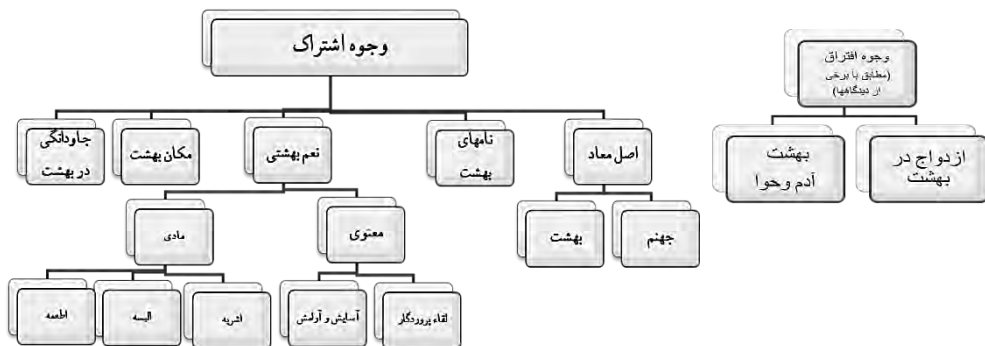 وجوه اشتراک
وجوه افتراق
(مطابق با برخی
از دیدگاهها)
اصل معاد
نامهای
بهشت
نعم بهشتی
مکان بهشت
جاودانگی
در بهشت
ازدواج در
بهشت
بهشت
آدم وحوا
جهنم
بهشت
معنوی
مادی
لقاء پروردگار
آسایش و آرامش
اشربه
البسه
اطعمه